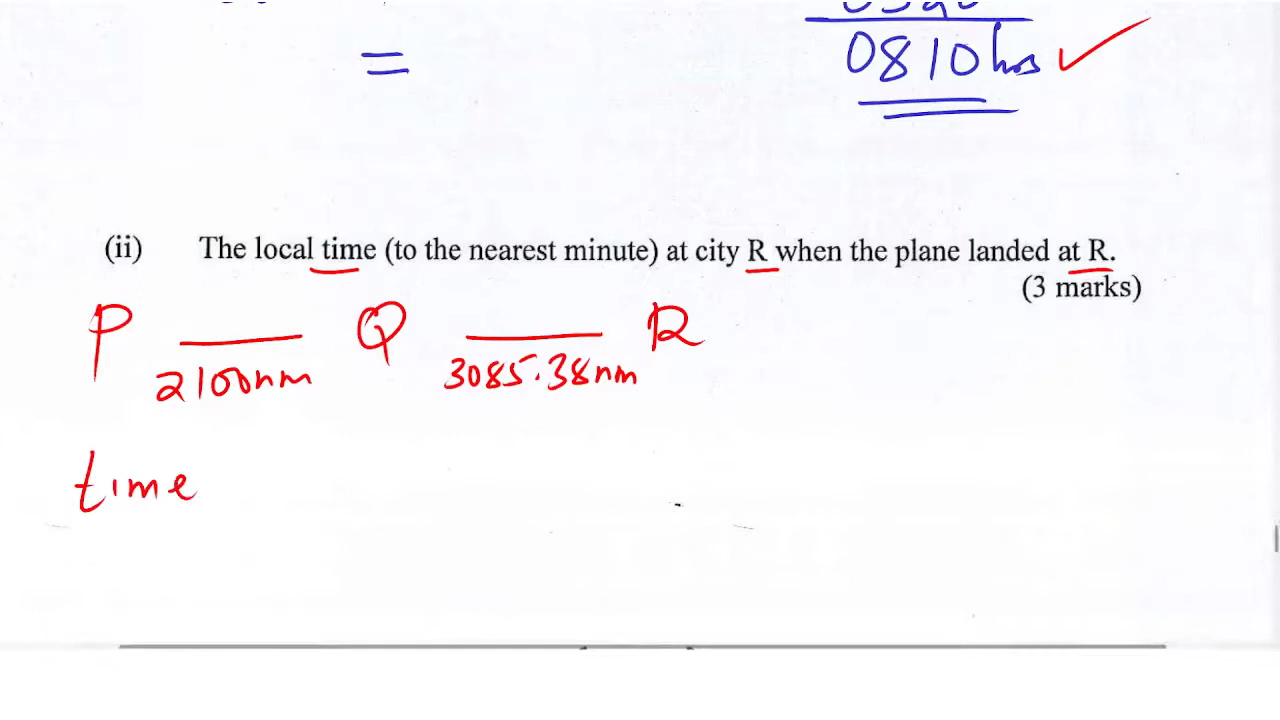 =
0810hrs
(ii) The local time (to the nearest minute) at city R when the plane landed at R.
(3 marks)
P Q R
2100nm 3085.38nm
time